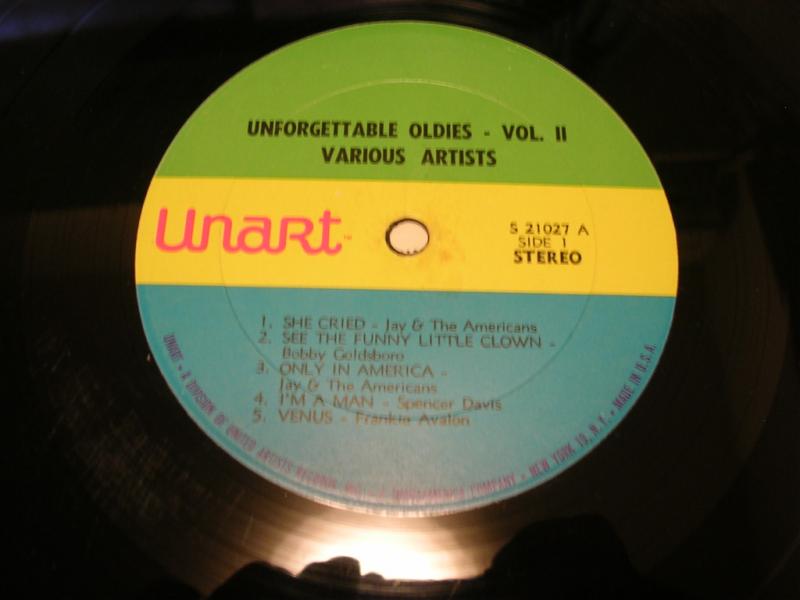 UNFORGETTABLE OLDIES - VOL. II
VARIOUS ARTISTS
Unart™
S 21027 A
SIDE 1
STEREO
1. SHE CRIED - Jay & The Americans
2. SEE THE FUNNY LITTLE CLOWN -
Bobby Goldsboro
3. ONLY IN AMERICA -
Jay & The Americans
4. I'M A MAN - Spencer Davis
5. VENUS - Frankie Avalon
UNART - A DIVISION OF UNITED ARTISTS RECORDS, TRANSAMERICA COMPANY • NEW YORK 19, N.Y. • MADE IN U.S.A.